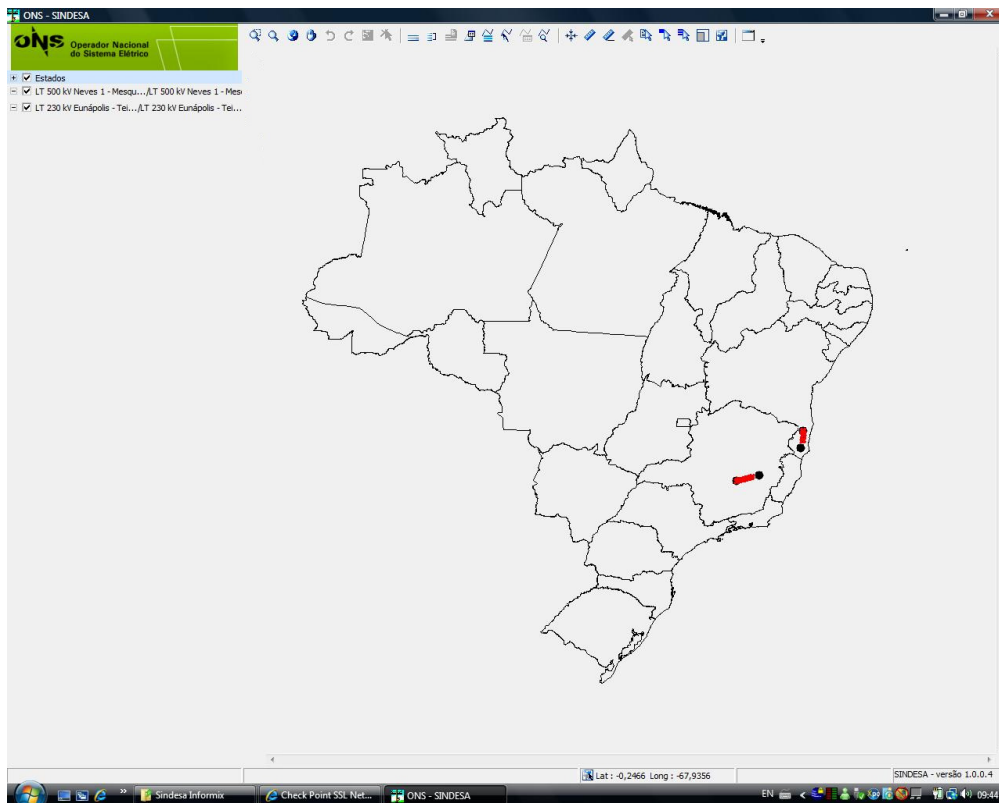 ONS - SINDESA
ONS Operador Nacional
do Sistema Elétrico
Estados
LT 500 kV Neves 1 - Mesqu.../LT 500 kV Neves 1 - Mes
LT 230 kV Eunápolis - Tei.../LT 230 kV Eunápolis - Tei...
Lat : -0,2466 Long : -67,9356
SINDESA - versão 1.0.0.4
» Sindesa Informix Check Point SSL Net... ONS - SINDESA EN < 09:44